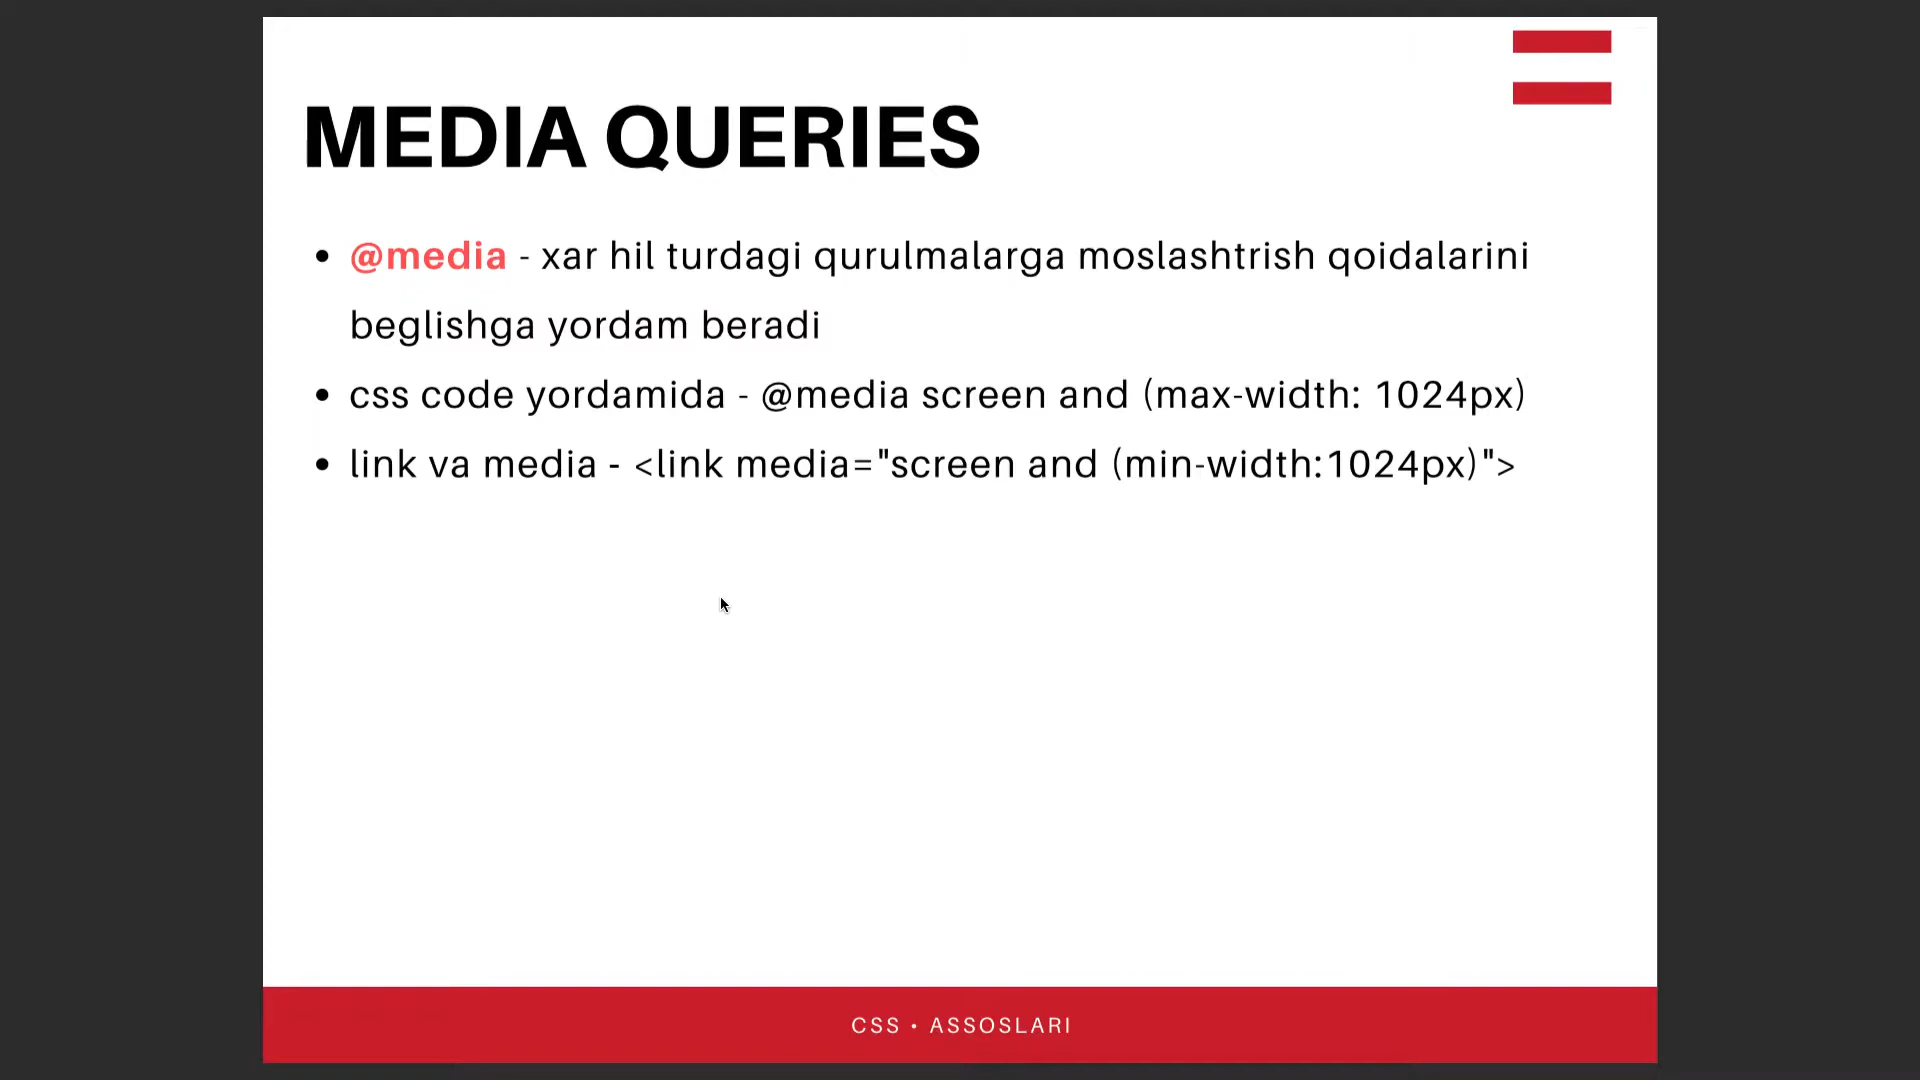 MEDIA QUERIES
• @media - xar hil turdagi qurulmalarga moslashtrish qoidalarini
beglishga yordam beradi
• css code yordamida - @media screen and (max-width: 1024px)
• link va media - <link media="screen and (min-width:1024px)">
CSS • ASSOSLARI